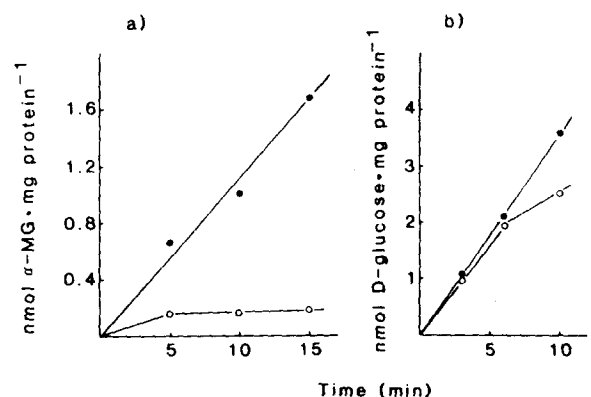 a)
b)
nmol α-MG•mg protein⁻¹
1.6
1.2
0.8
0.4
5
10
15
nmol D-glucose•mg protein⁻¹
4
3
2
1
5
10
Time (min)